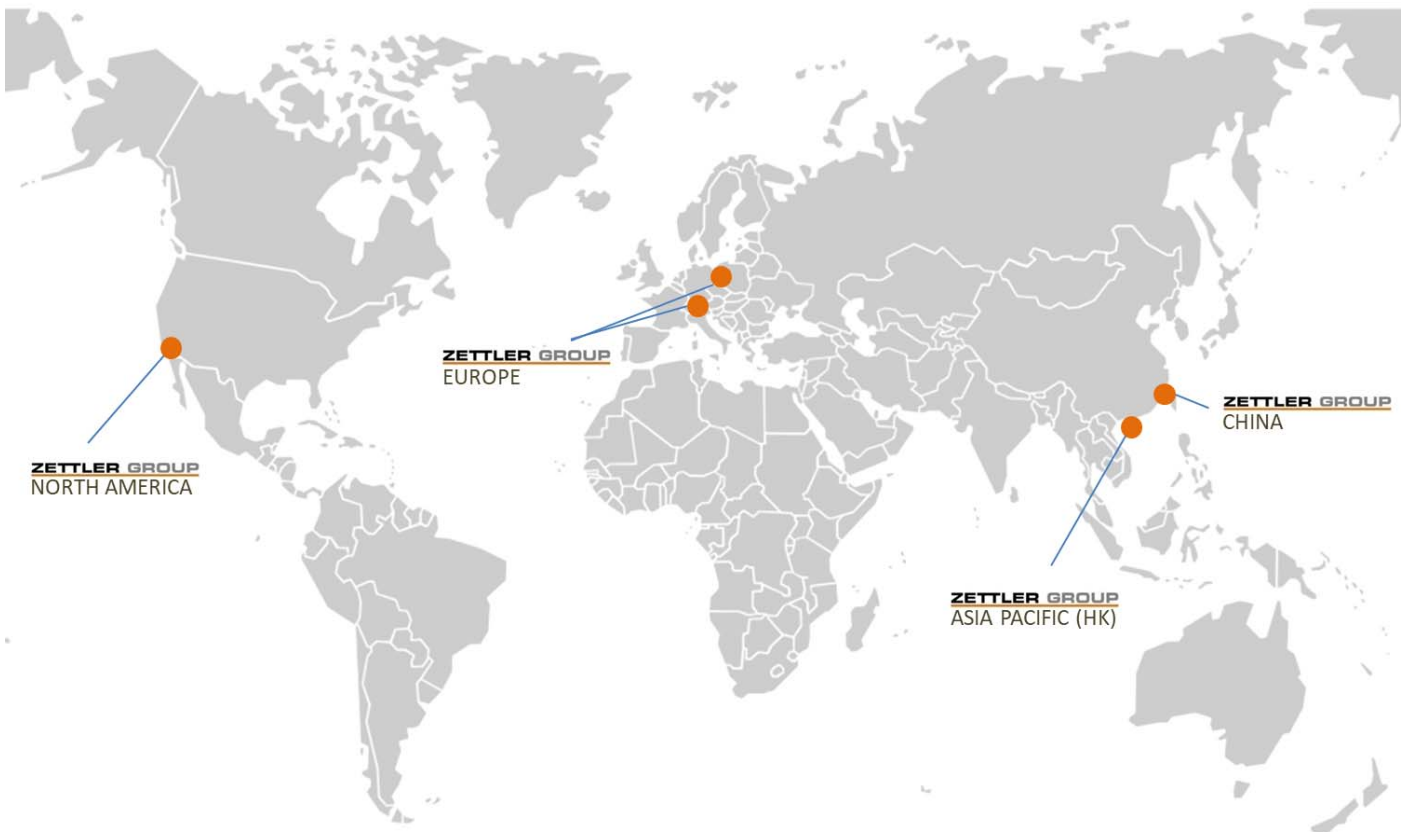 ZETTLER GROUP
EUROPE
ZETTLER GROUP
CHINA
ZETTLER GROUP
NORTH AMERICA
ZETTLER GROUP
ASIA PACIFIC (HK)